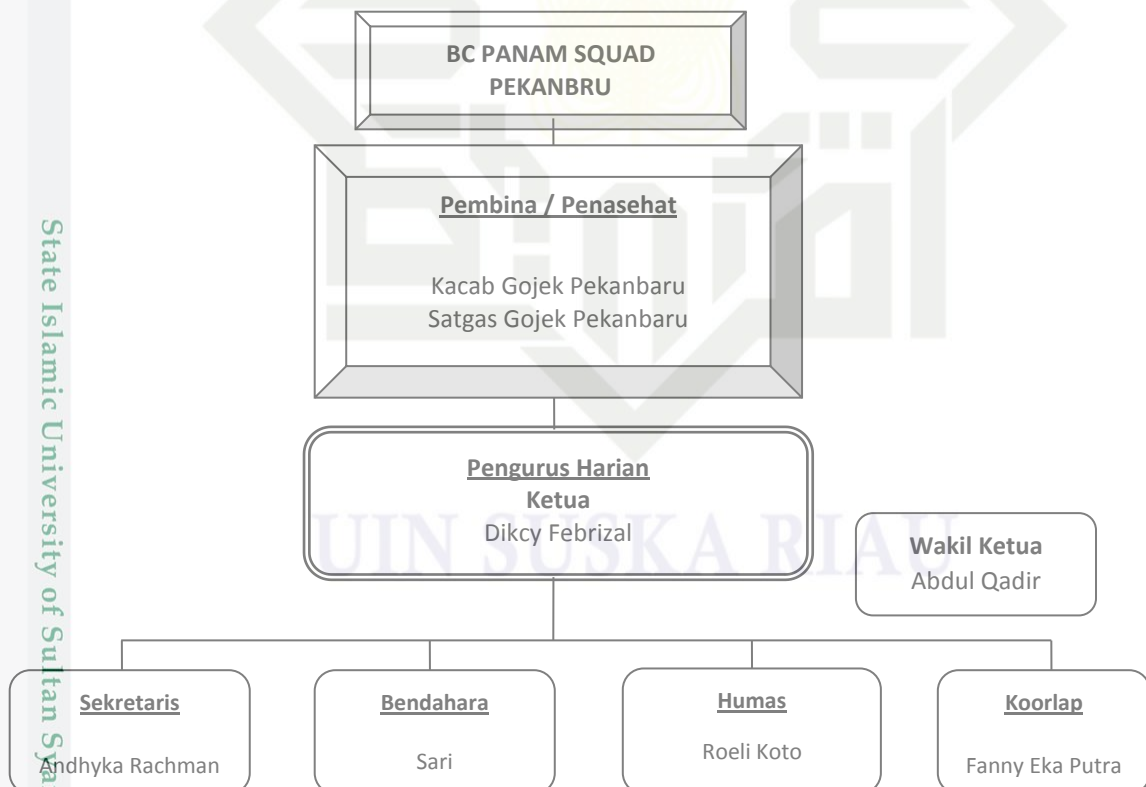 BC PANAM SQUAD
PEKANBRU
Pembina / Penasehat
Kacab Gojek Pekanbaru
Satgas Gojek Pekanbaru
Pengurus Harian
Ketua
Dikcy Febrizal
Wakil Ketua
Abdul Qadir
UIN SUSKA RIAU
Sekretaris
Andhyka Rachman
Bendahara
Sari
Humas
Roeli Koto
Koorlap
Fanny Eka Putra
State Islamic University of Sultan